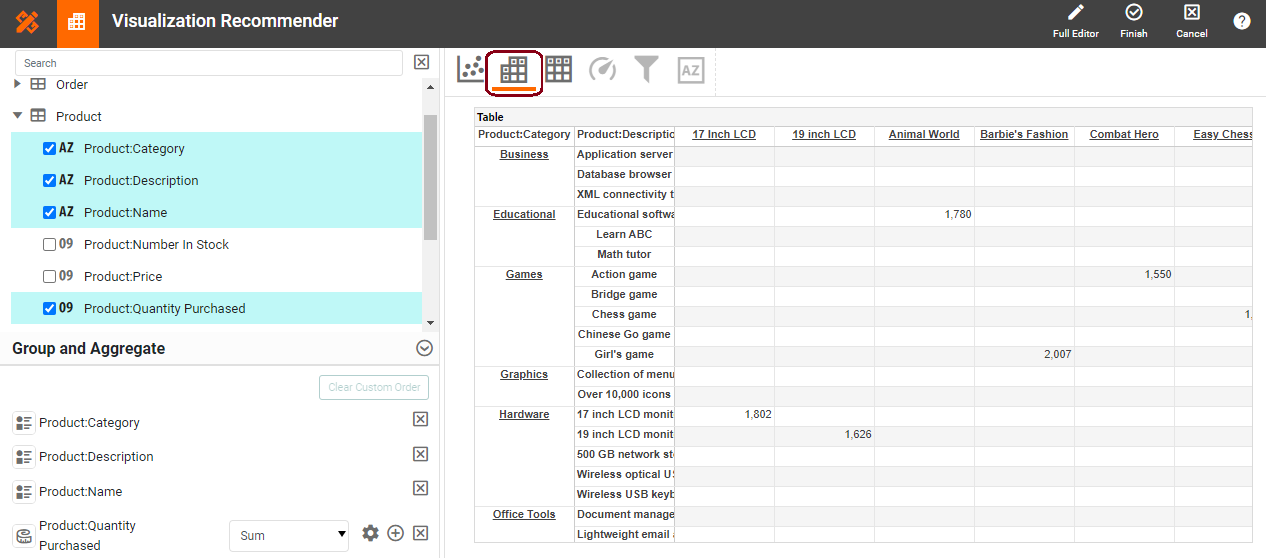 Visualization Recommender
Full Editor
Finish
Cancel
?
Search
Order
Product
AZ Product:Category
AZ Product:Description
AZ Product:Name
09 Product:Number In Stock
09 Product:Price
09 Product:Quantity Purchased
Group and Aggregate
Clear Custom Order
Product:Category
Product:Description
Product:Name
Product:Quantity
Purchased
Sum
AZ
Table
Product:Category Product:Descriptic 17 Inch LCD 19 inch LCD Animal World Barbie's Fashion Combat Hero Easy Chess
Business Application server
Database browser
XML connectivity t
Educational Educational softwa 1,780
Learn ABC
Math tutor
Games Action game 1,550
Bridge game
Chess game 1,
Chinese Go game
Girl's game 2,007
Graphics Collection of menu
Over 10,000 icons
Hardware 17 inch LCD monit 1,802
19 inch LCD monit 1,626
500 GB network st
Wireless optical US
Wireless USB keyb
Office Tools Document manage
Lightweight email